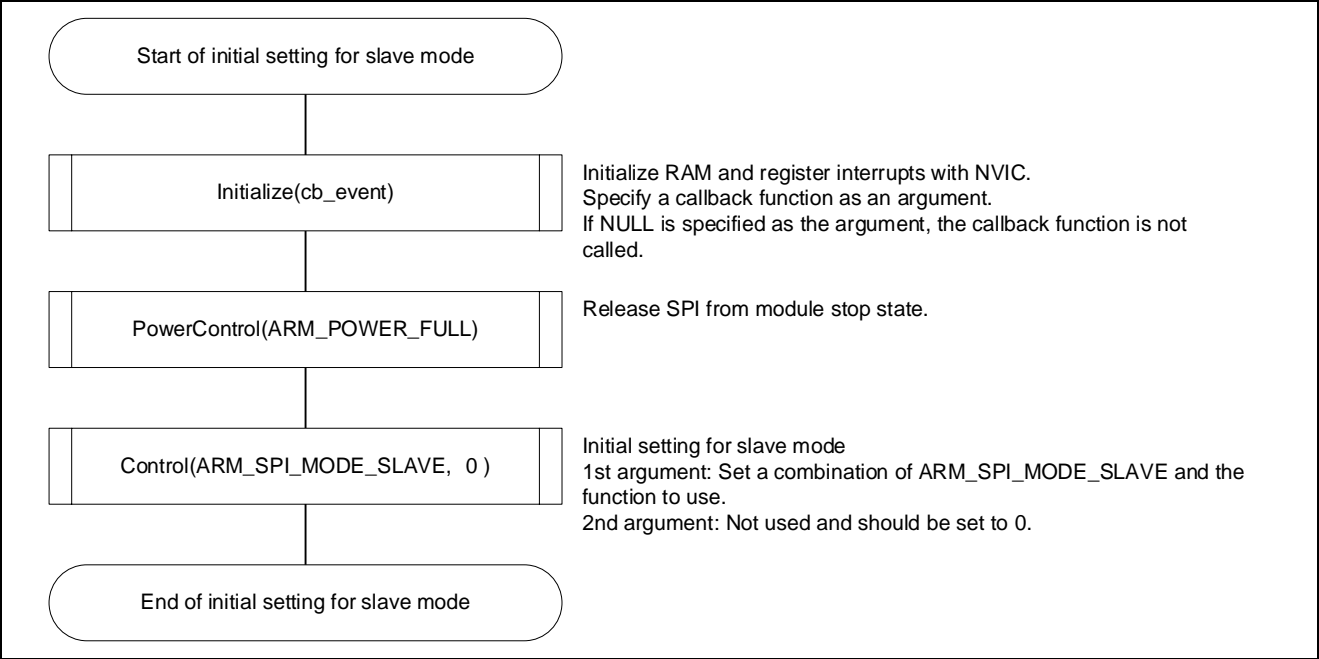 Start of initial setting for slave mode
Initialize(cb_event)
Initialize RAM and register interrupts with NVIC.
Specify a callback function as an argument.
If NULL is specified as the argument, the callback function is not
called.
PowerControl(ARM_POWER_FULL)
Release SPI from module stop state.
Control(ARM_SPI_MODE_SLAVE, 0 )
Initial setting for slave mode
1st argument: Set a combination of ARM_SPI_MODE_SLAVE and the
function to use.
2nd argument: Not used and should be set to 0.
End of initial setting for slave mode